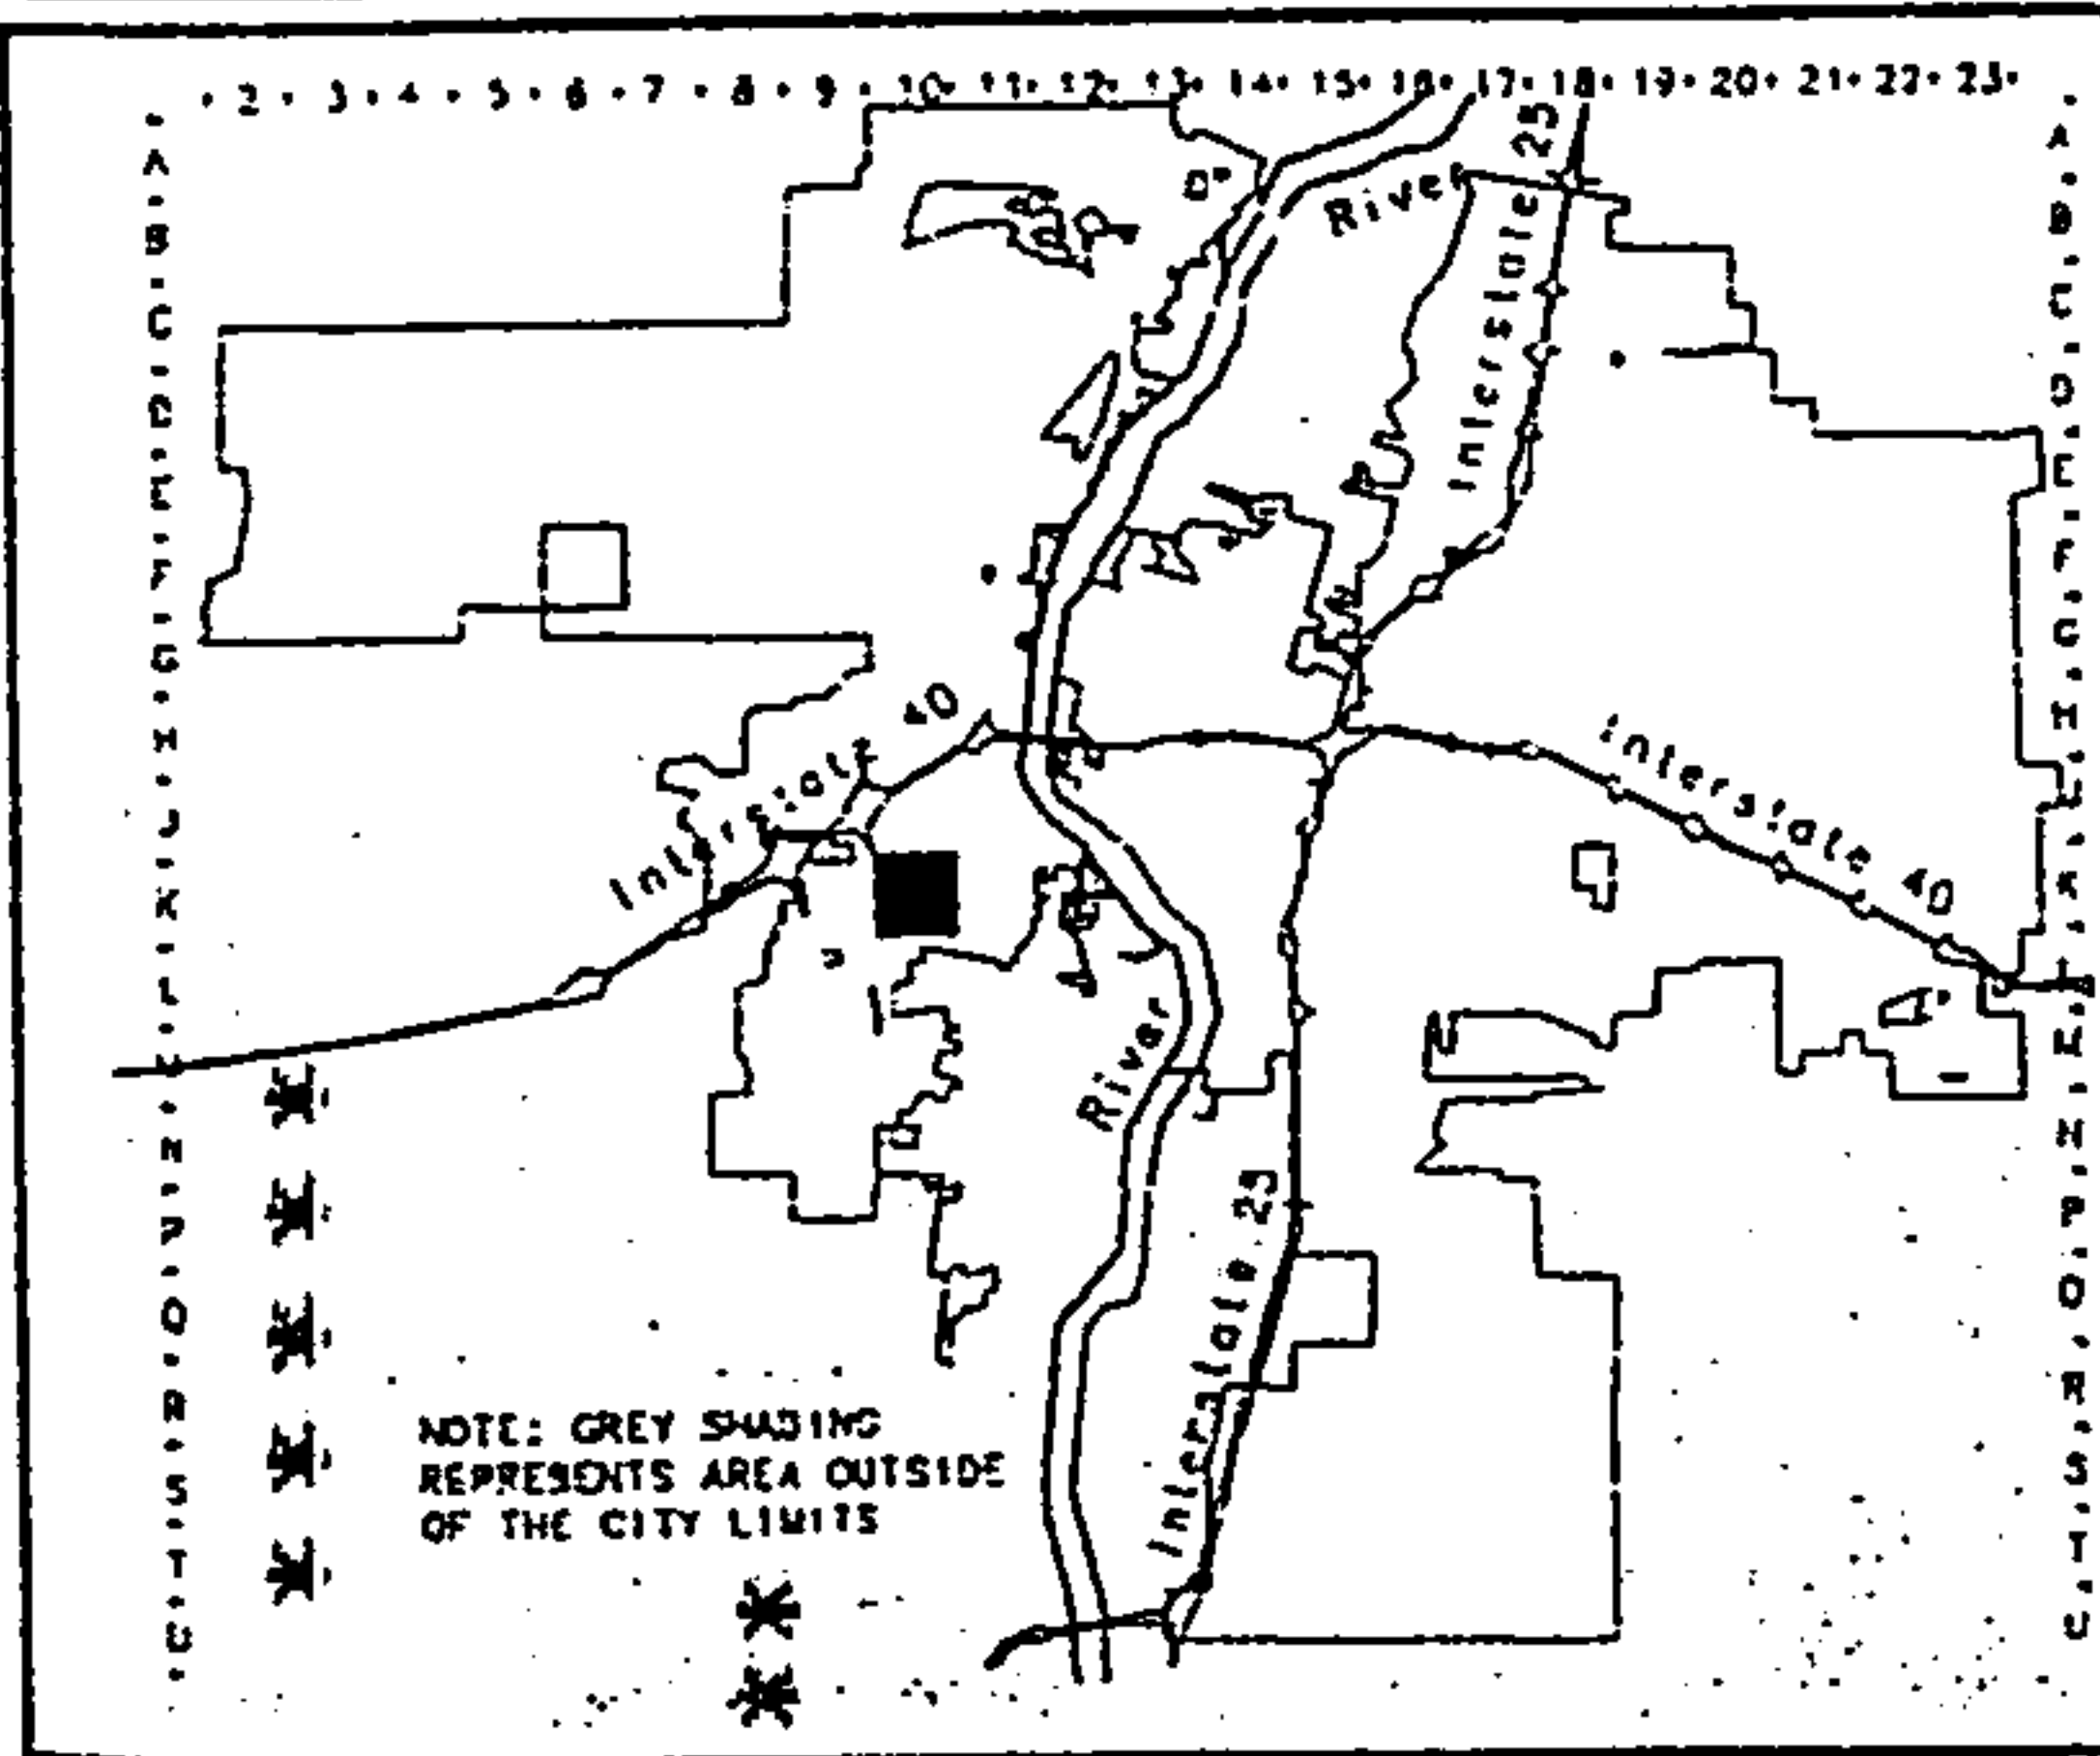 2 · 3 · 4 · 5 · 6 · 7 · 8 · 9 · 10 · 11 · 12 · 13 · 14 · 15 · 16 · 17 · 18 · 19 · 20 · 21 · 22 · 23
A · B · C · D · E · F · G · H · J · K · L · M · N · P · Q · R · S · T · U
A · B · C · D · E · F · G · H · J · K · L · M · N · P · Q · R · S · T · U
River
Interstate 25
Interstate 40
Interstate 40
River
Interstate 25
NOTE: GREY SHADING
REPRESENTS AREA OUTSIDE
OF THE CITY LIMITS